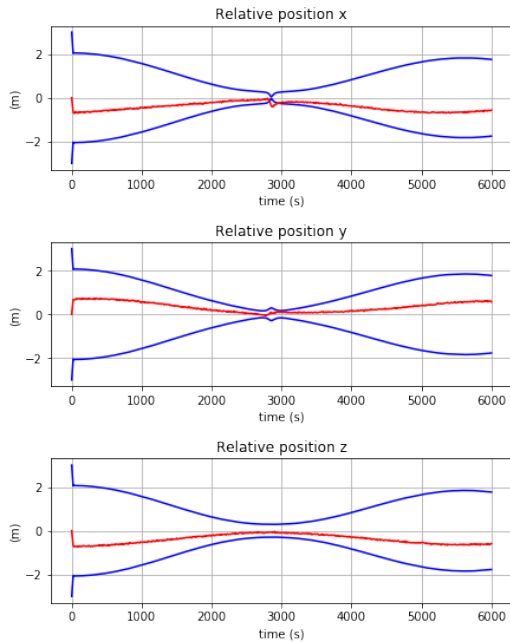 Relative position x
2
0
−2
(m)
0 1000 2000 3000 4000 5000 6000
time (s)
Relative position y
2
0
−2
(m)
0 1000 2000 3000 4000 5000 6000
time (s)
Relative position z
2
0
−2
(m)
0 1000 2000 3000 4000 5000 6000
time (s)